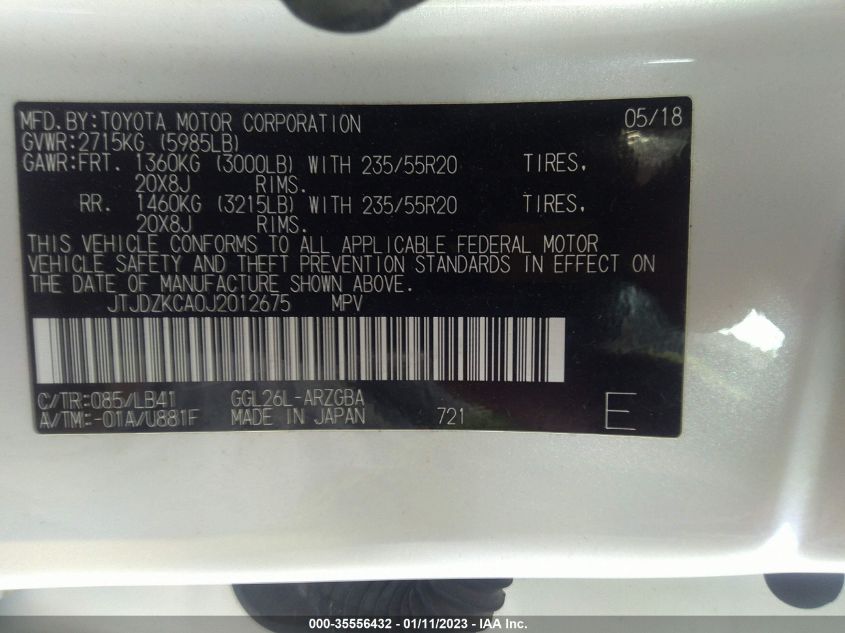 MFD.BY:TOYOTA MOTOR CORPORATION 05/18
GVWR:2715KG (5985LB)
GAWR:FRT. 1360KG (3000LB) WITH 235/55R20 TIRES,
20X8J RIMS.
RR. 1460KG (3215LB) WITH 235/55R20 TIRES,
20X8J RIMS.
THIS VEHICLE CONFORMS TO ALL APPLICABLE FEDERAL MOTOR
VEHICLE SAFETY AND THEFT PREVENTION STANDARDS IN EFFECT ON
THE DATE OF MANUFACTURE SHOWN ABOVE.
JTJDZKCA0J2012675 MPV
C/TR:085/LB41 GGL26L-ARZGBA
A/TM:-01A/U881F MADE IN JAPAN 721 E
000-35556432 - 01/11/2023 - IAA Inc.